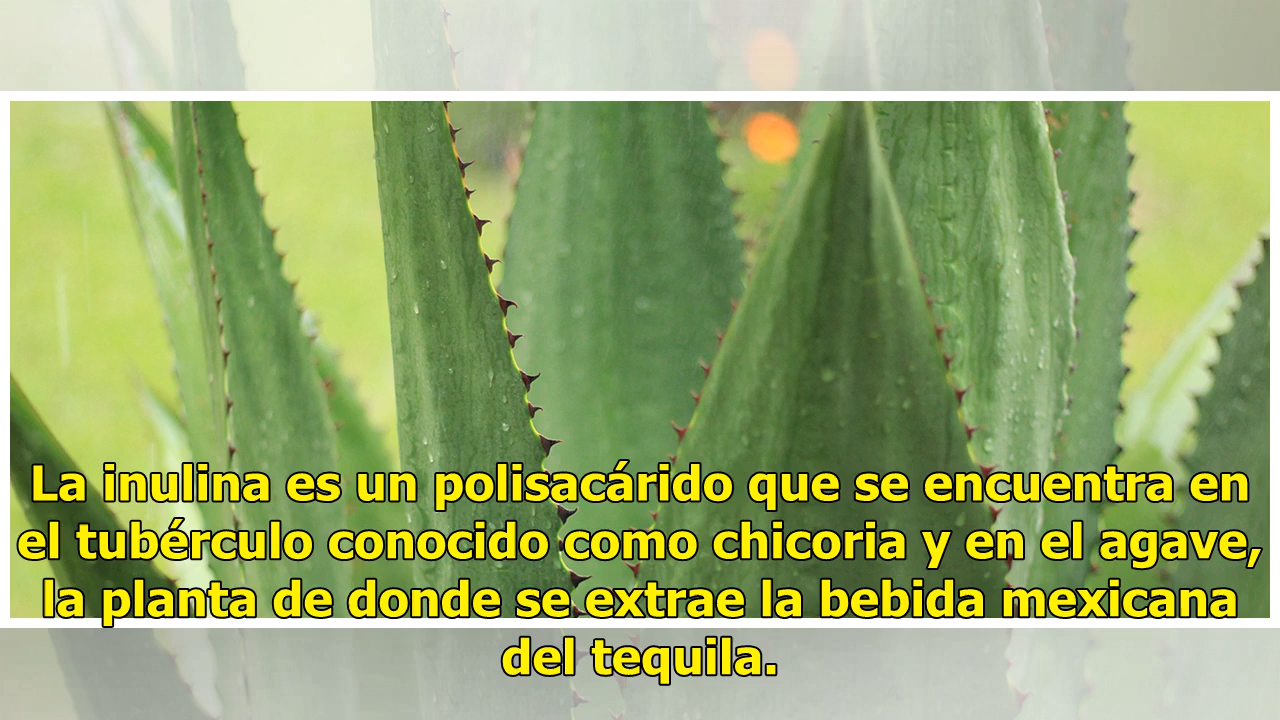 La inulina es un polisacárido que se encuentra en
el tubérculo conocido como chicoria y en el agave,
la planta de donde se extrae la bebida mexicana
del tequila.